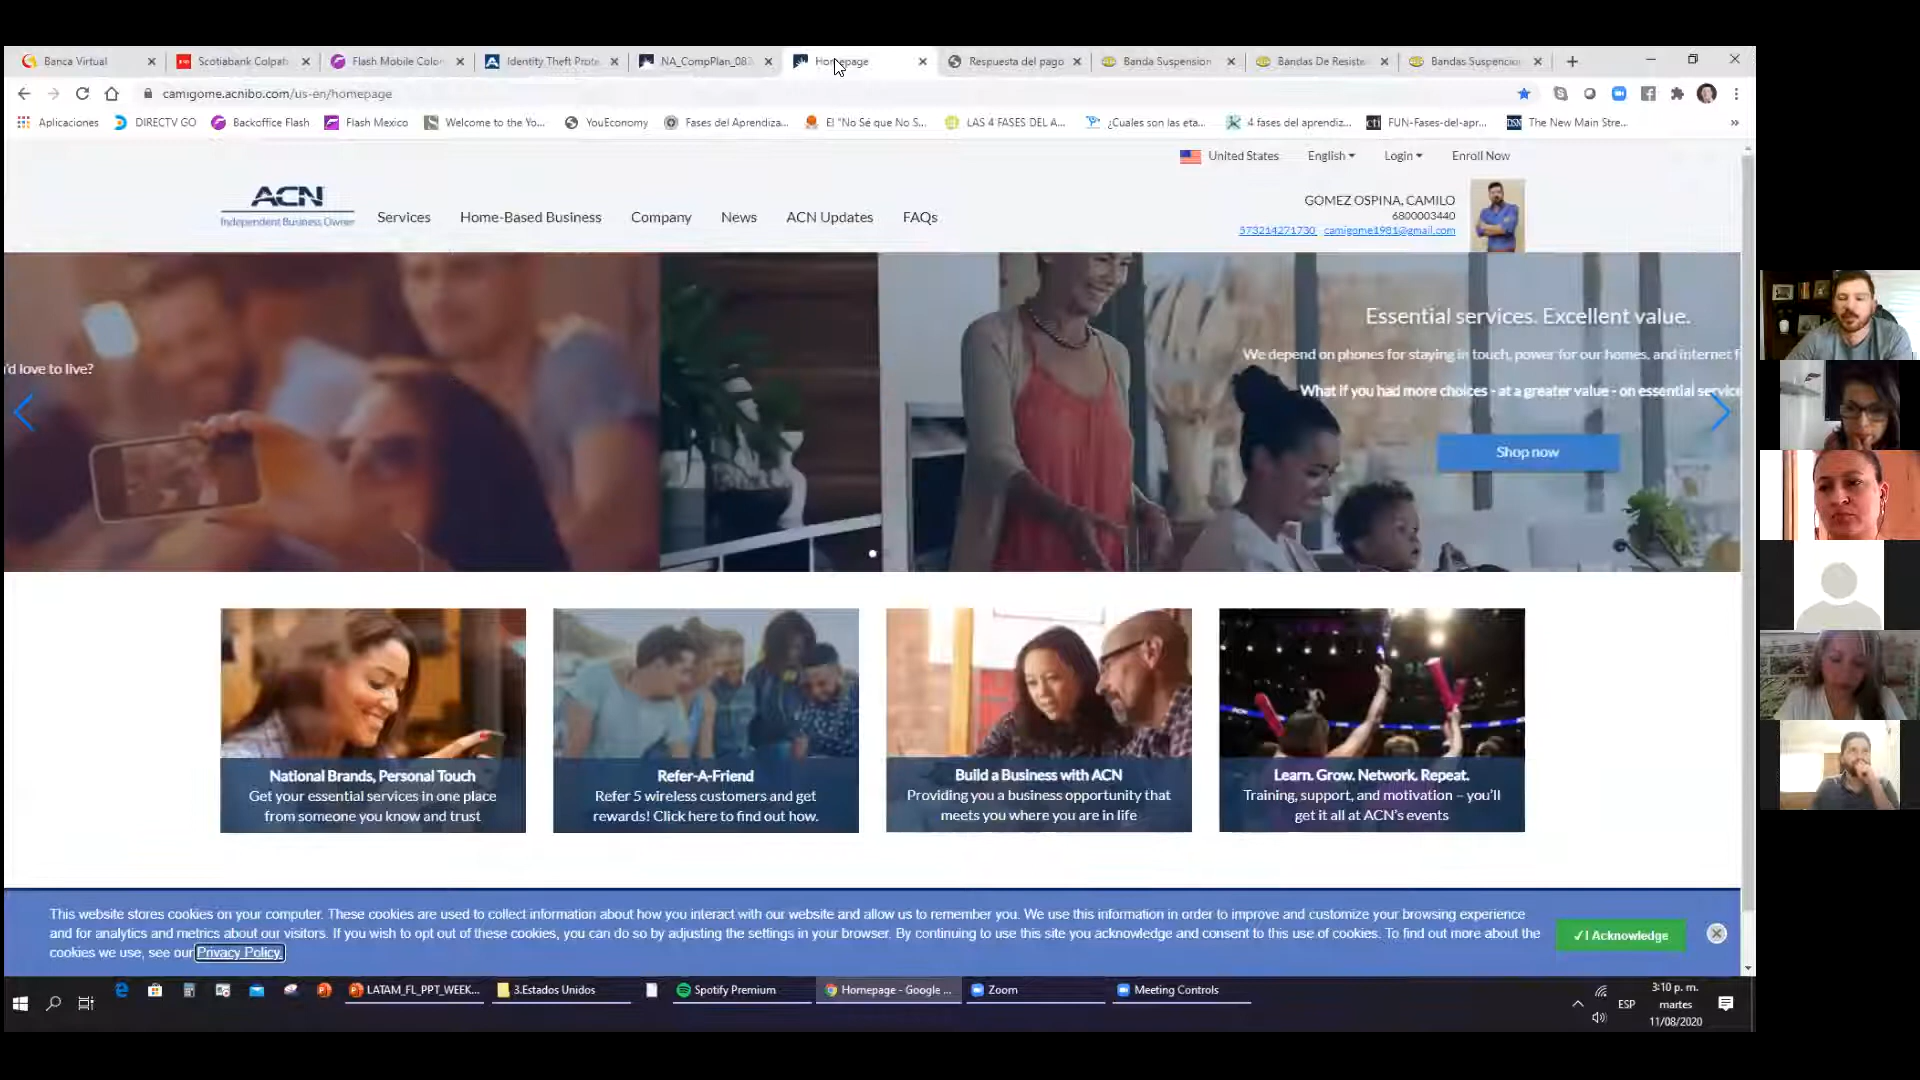 Banca Virtual
Scotiabank Colpat
Flash Mobile Color
Identity Theft Prote
NA_CompPlan_08
Homepage
Respuesta del pago
Banda Suspension
Bandas De Resiste
Bandas Suspension
camigome.acnibo.com/us-en/homepage
Aplicaciones
DIRECTV GO
Backoffice Flash
Flash Mexico
Welcome to the Yo...
YouEconomy
Fases del Aprendiza...
El "No Sé que No S...
LAS 4 FASES DEL A...
¿Cuales son las eta...
4 fases del aprendiz...
FUN-Fases-del-apr...
The New Main Stre...
»
United States
English
Login
Enroll Now
ACN
Independent Business Owner
Services
Home-Based Business
Company
News
ACN Updates
FAQs
GOMEZ OSPINA, CAMILO
6800003440
573214271730
camigome1981@gmail.com
'd love to live?
Essential services. Excellent value.
We depend on phones for staying in touch, power for our homes, and internet f
What if you had more choices - at a greater value - on essential service
Shop now
National Brands, Personal Touch
Get your essential services in one place
from someone you know and trust
Refer-A-Friend
Refer 5 wireless customers and get
rewards! Click here to find out how.
Build a Business with ACN
Providing you a business opportunity that
meets you where you are in life
Learn. Grow. Network. Repeat.
Training, support, and motivation – you'll
get it all at ACN's events
This website stores cookies on your computer. These cookies are used to collect information about how you interact with our website and allow us to remember you. We use this information in order to improve and customize your browsing experience
and for analytics and metrics about our visitors. If you wish to opt out of these cookies, you can do so by adjusting the settings in your browser. By continuing to use this site you acknowledge and consent to this use of cookies. To find out more about the
cookies we use, see our Privacy Policy.
✓I Acknowledge
LATAM_FL_PPT_WEEK...
3.Estados Unidos
Spotify Premium
Homepage - Google ...
Zoom
Meeting Controls
ESP
3:10 p. m.
martes
11/08/2020